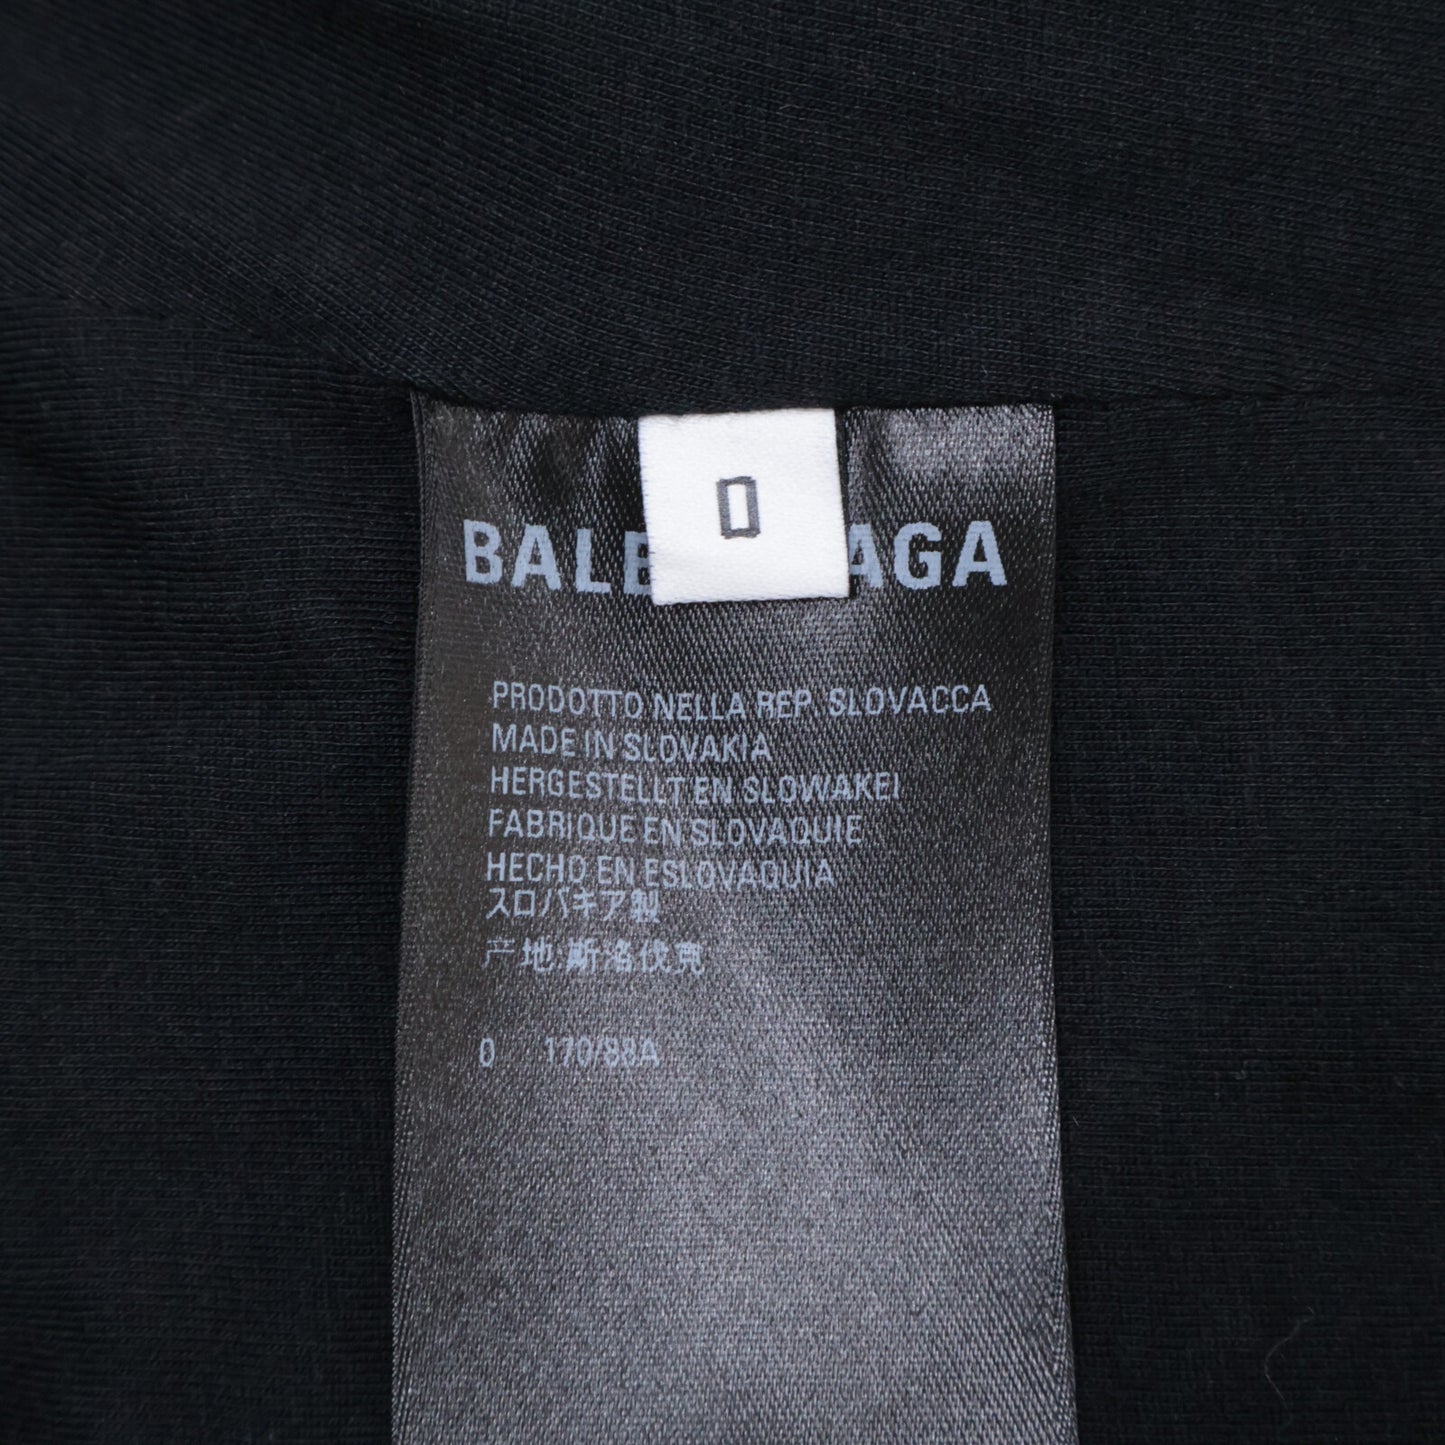 0
BALE AGA
PRODOTTO NELLA REP. SLOVACCA
MADE IN SLOVAKIA
HERGESTELLT EN SLOWAKEI
FABRIQUE EN SLOVAQUIE
HECHO EN ESLOVAQUIA
スロバキア製
产地:斯洛伐克
0 170/88A